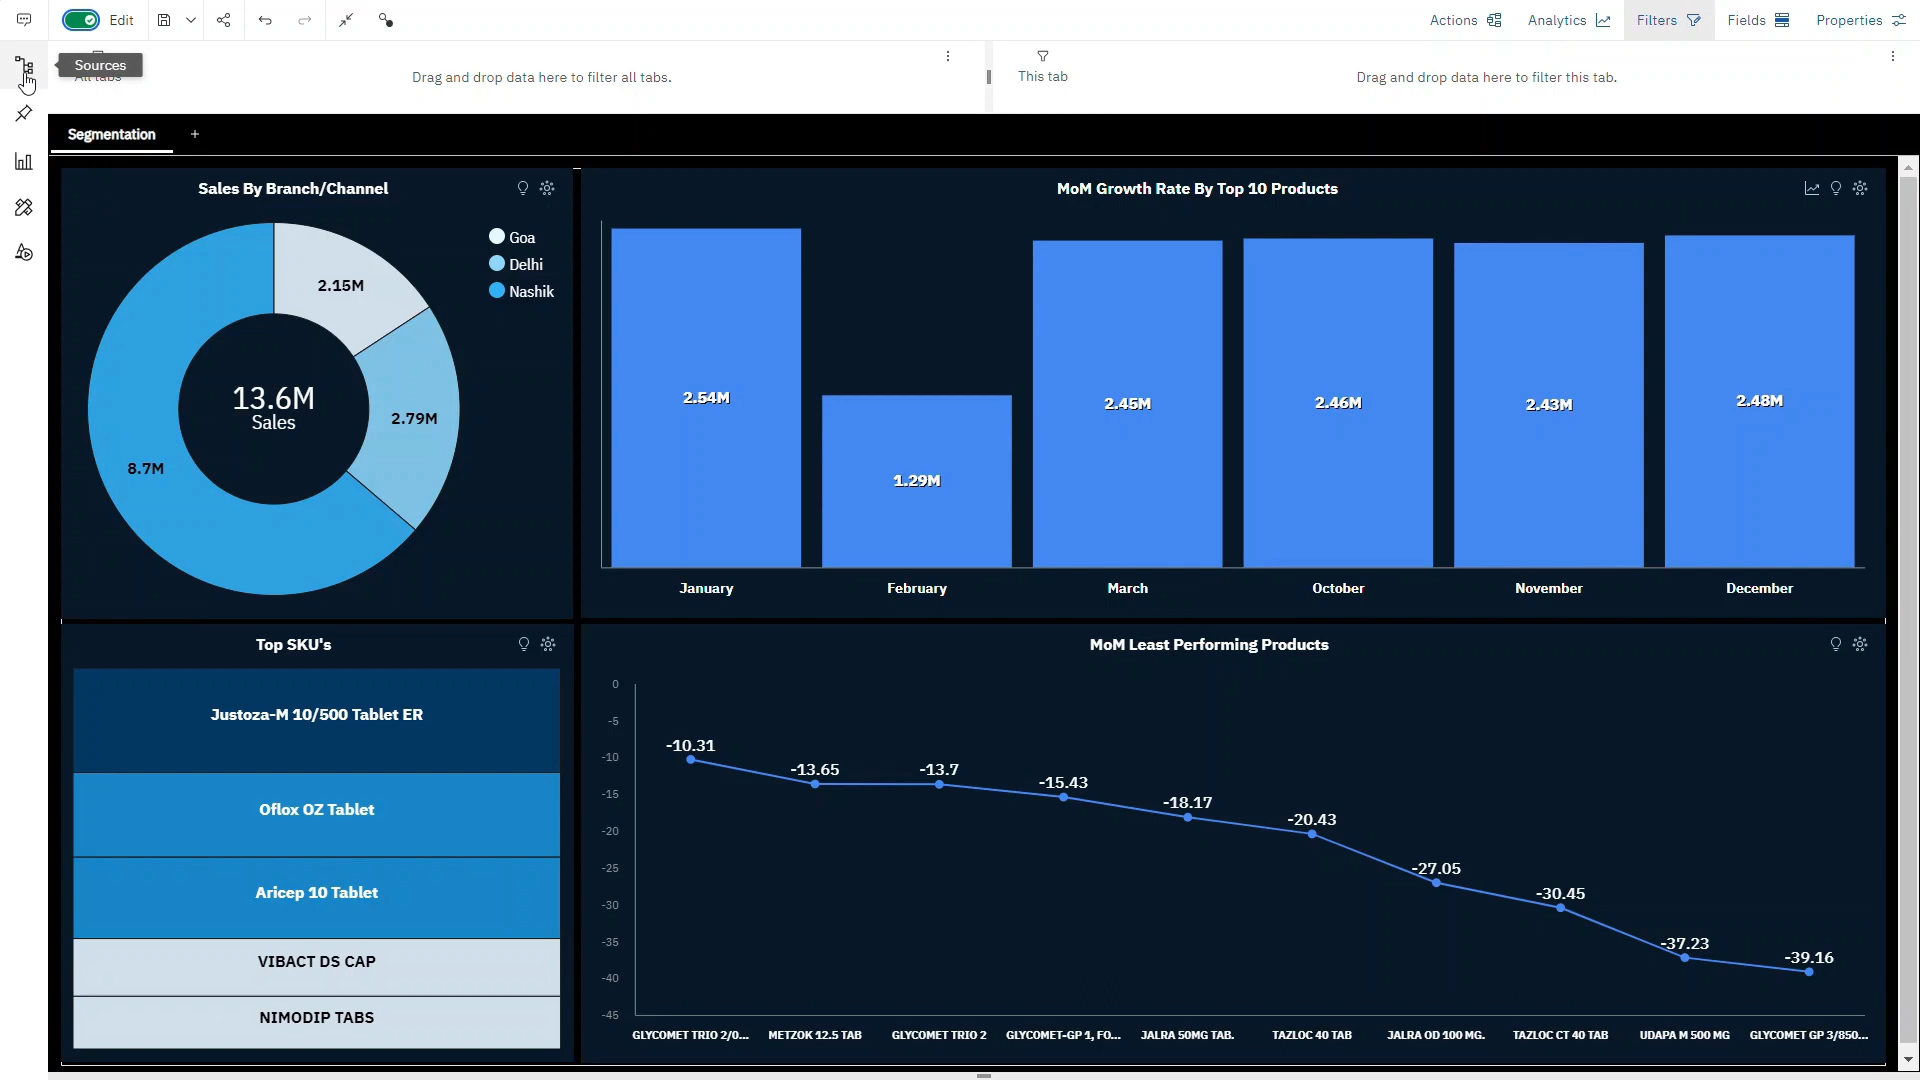 Edit
Actions
Analytics
Filters
Fields
Properties
Sources
All tabs
Drag and drop data here to filter all tabs.
This tab
Drag and drop data here to filter this tab.
Segmentation
+
Sales By Branch/Channel
Goa
Delhi
Nashik
2.15M
2.79M
8.7M
13.6M
Sales
MoM Growth Rate By Top 10 Products
2.54M
1.29M
2.45M
2.46M
2.43M
2.48M
January
February
March
October
November
December
Top SKU's
Justoza-M 10/500 Tablet ER
Oflox OZ Tablet
Aricep 10 Tablet
VIBACT DS CAP
NIMODIP TABS
MoM Least Performing Products
0
-5
-10
-15
-20
-25
-30
-35
-40
-45
-10.31
-13.65
-13.7
-15.43
-18.17
-20.43
-27.05
-30.45
-37.23
-39.16
GLYCOMET TRIO 2/0...
METZOK 12.5 TAB
GLYCOMET TRIO 2
GLYCOMET-GP 1, FO...
JALRA 50MG TAB.
TAZLOC 40 TAB
JALRA OD 100 MG.
TAZLOC CT 40 TAB
UDAPA M 500 MG
GLYCOMET GP 3/850...